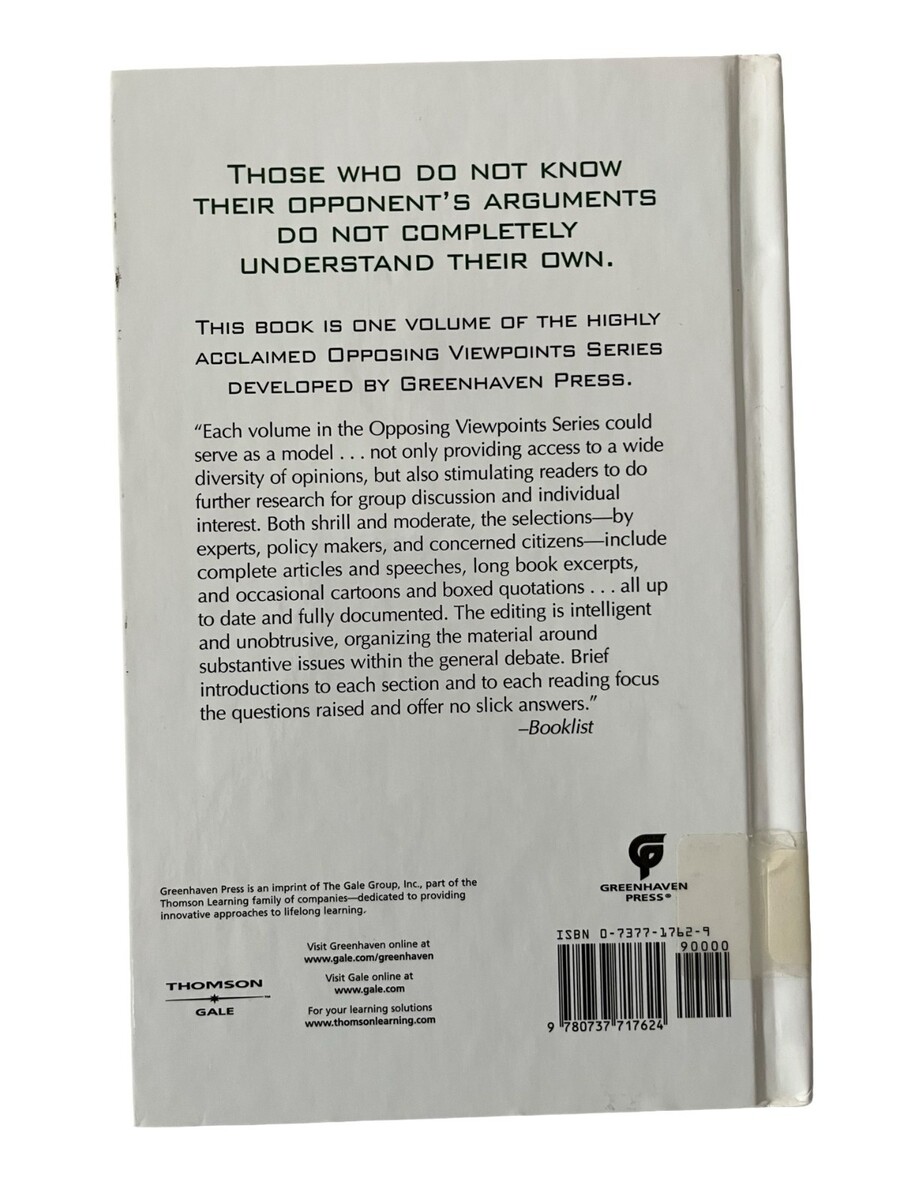 THOSE WHO DO NOT KNOW
THEIR OPPONENT'S ARGUMENTS
DO NOT COMPLETELY
UNDERSTAND THEIR OWN.
THIS BOOK IS ONE VOLUME OF THE HIGHLY
ACCLAIMED OPPOSING VIEWPOINTS SERIES
DEVELOPED BY GREENHAVEN PRESS.
“Each volume in the Opposing Viewpoints Series could
serve as a model . . . not only providing access to a wide
diversity of opinions, but also stimulating readers to do
further research for group discussion and individual
interest. Both shrill and moderate, the selections—by
experts, policy makers, and concerned citizens—include
complete articles and speeches, long book excerpts,
and occasional cartoons and boxed quotations . . . all up
to date and fully documented. The editing is intelligent
and unobtrusive, organizing the material around
substantive issues within the general debate. Brief
introductions to each section and to each reading focus
the questions raised and offer no slick answers.”
–Booklist
GREENHAVEN
PRESS®
Greenhaven Press is an imprint of The Gale Group, Inc., part of the
Thomson Learning family of companies—dedicated to providing
innovative approaches to lifelong learning.
THOMSON
™
GALE
Visit Greenhaven online at
www.gale.com/greenhaven
Visit Gale online at
www.gale.com
For your learning solutions
www.thomsonlearning.com
ISBN 0-7377-1762-9
90000
9 780737 717624